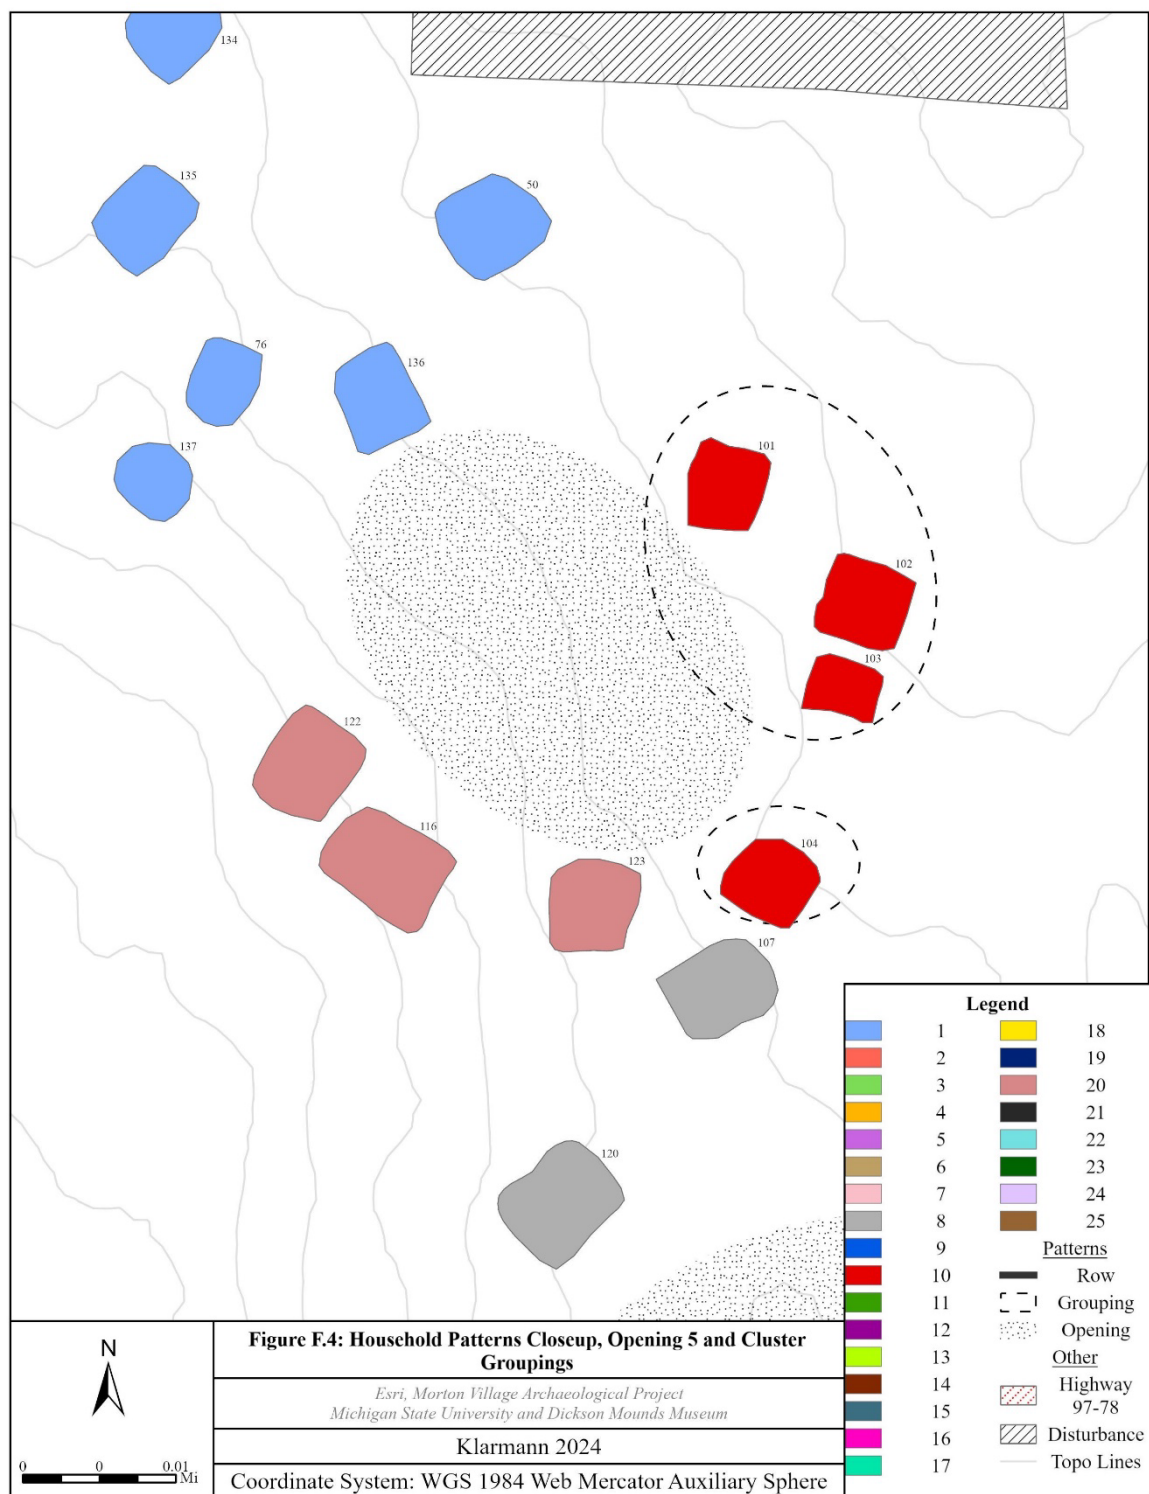 134
135
50
76
136
137
101
102
103
122
116
123
104
107
120
Legend
1 18
2 19
3 20
4 21
5 22
6 23
7 24
8 25
9 Patterns
10 Row
11 Grouping
12 Opening
13 Other
14 Highway
97-78
15
Disturbance
16
17 Topo Lines
N
0 0 0.01
Mi
Figure F.4: Household Patterns Closeup, Opening 5 and Cluster
Groupings
Esri, Morton Village Archaeological Project
Michigan State University and Dickson Mounds Museum
Klarmann 2024
Coordinate System: WGS 1984 Web Mercator Auxiliary Sphere